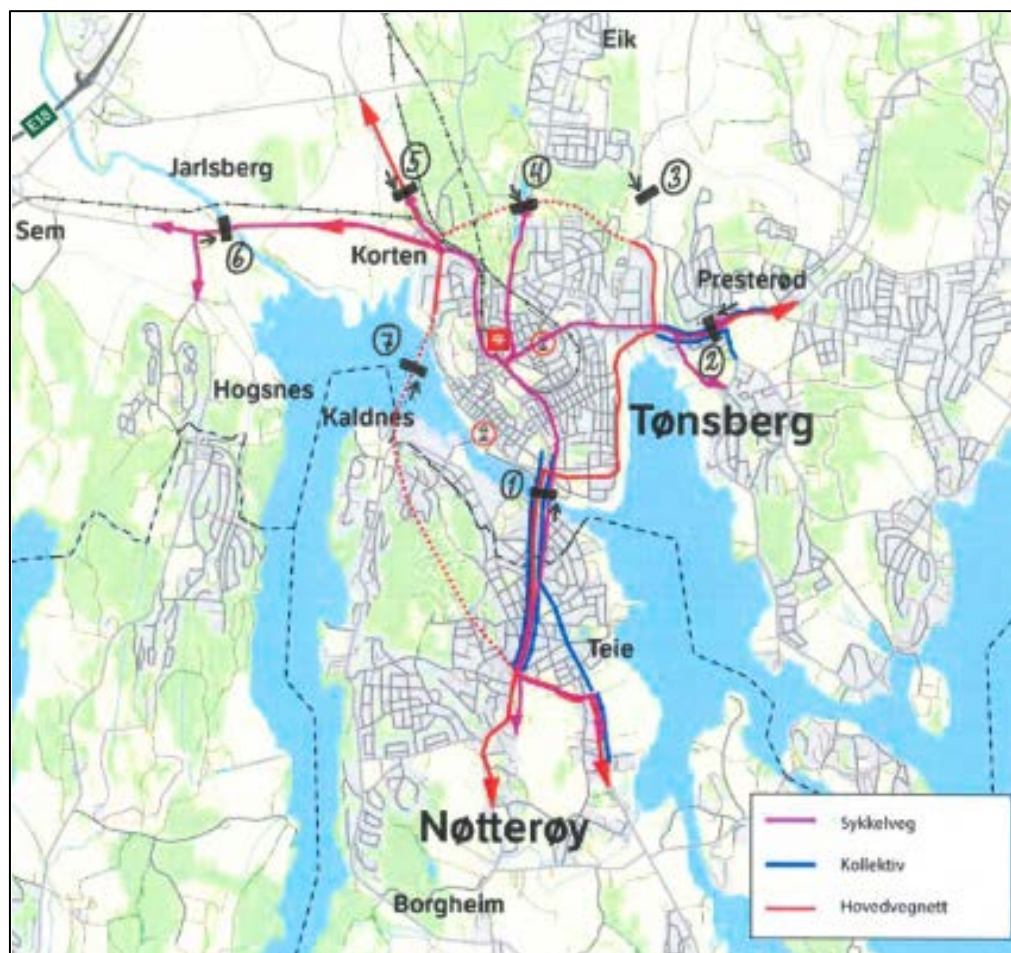 Eik
E18
Jarlsberg
5
4
3
Sem
6
Korten
Presterød
7
2
Hogsnes
Kaldnes
Tønsberg
1
Teie
Nøtterøy
Borgheim
Sykkelveg
Kollektiv
Hovedvegnett